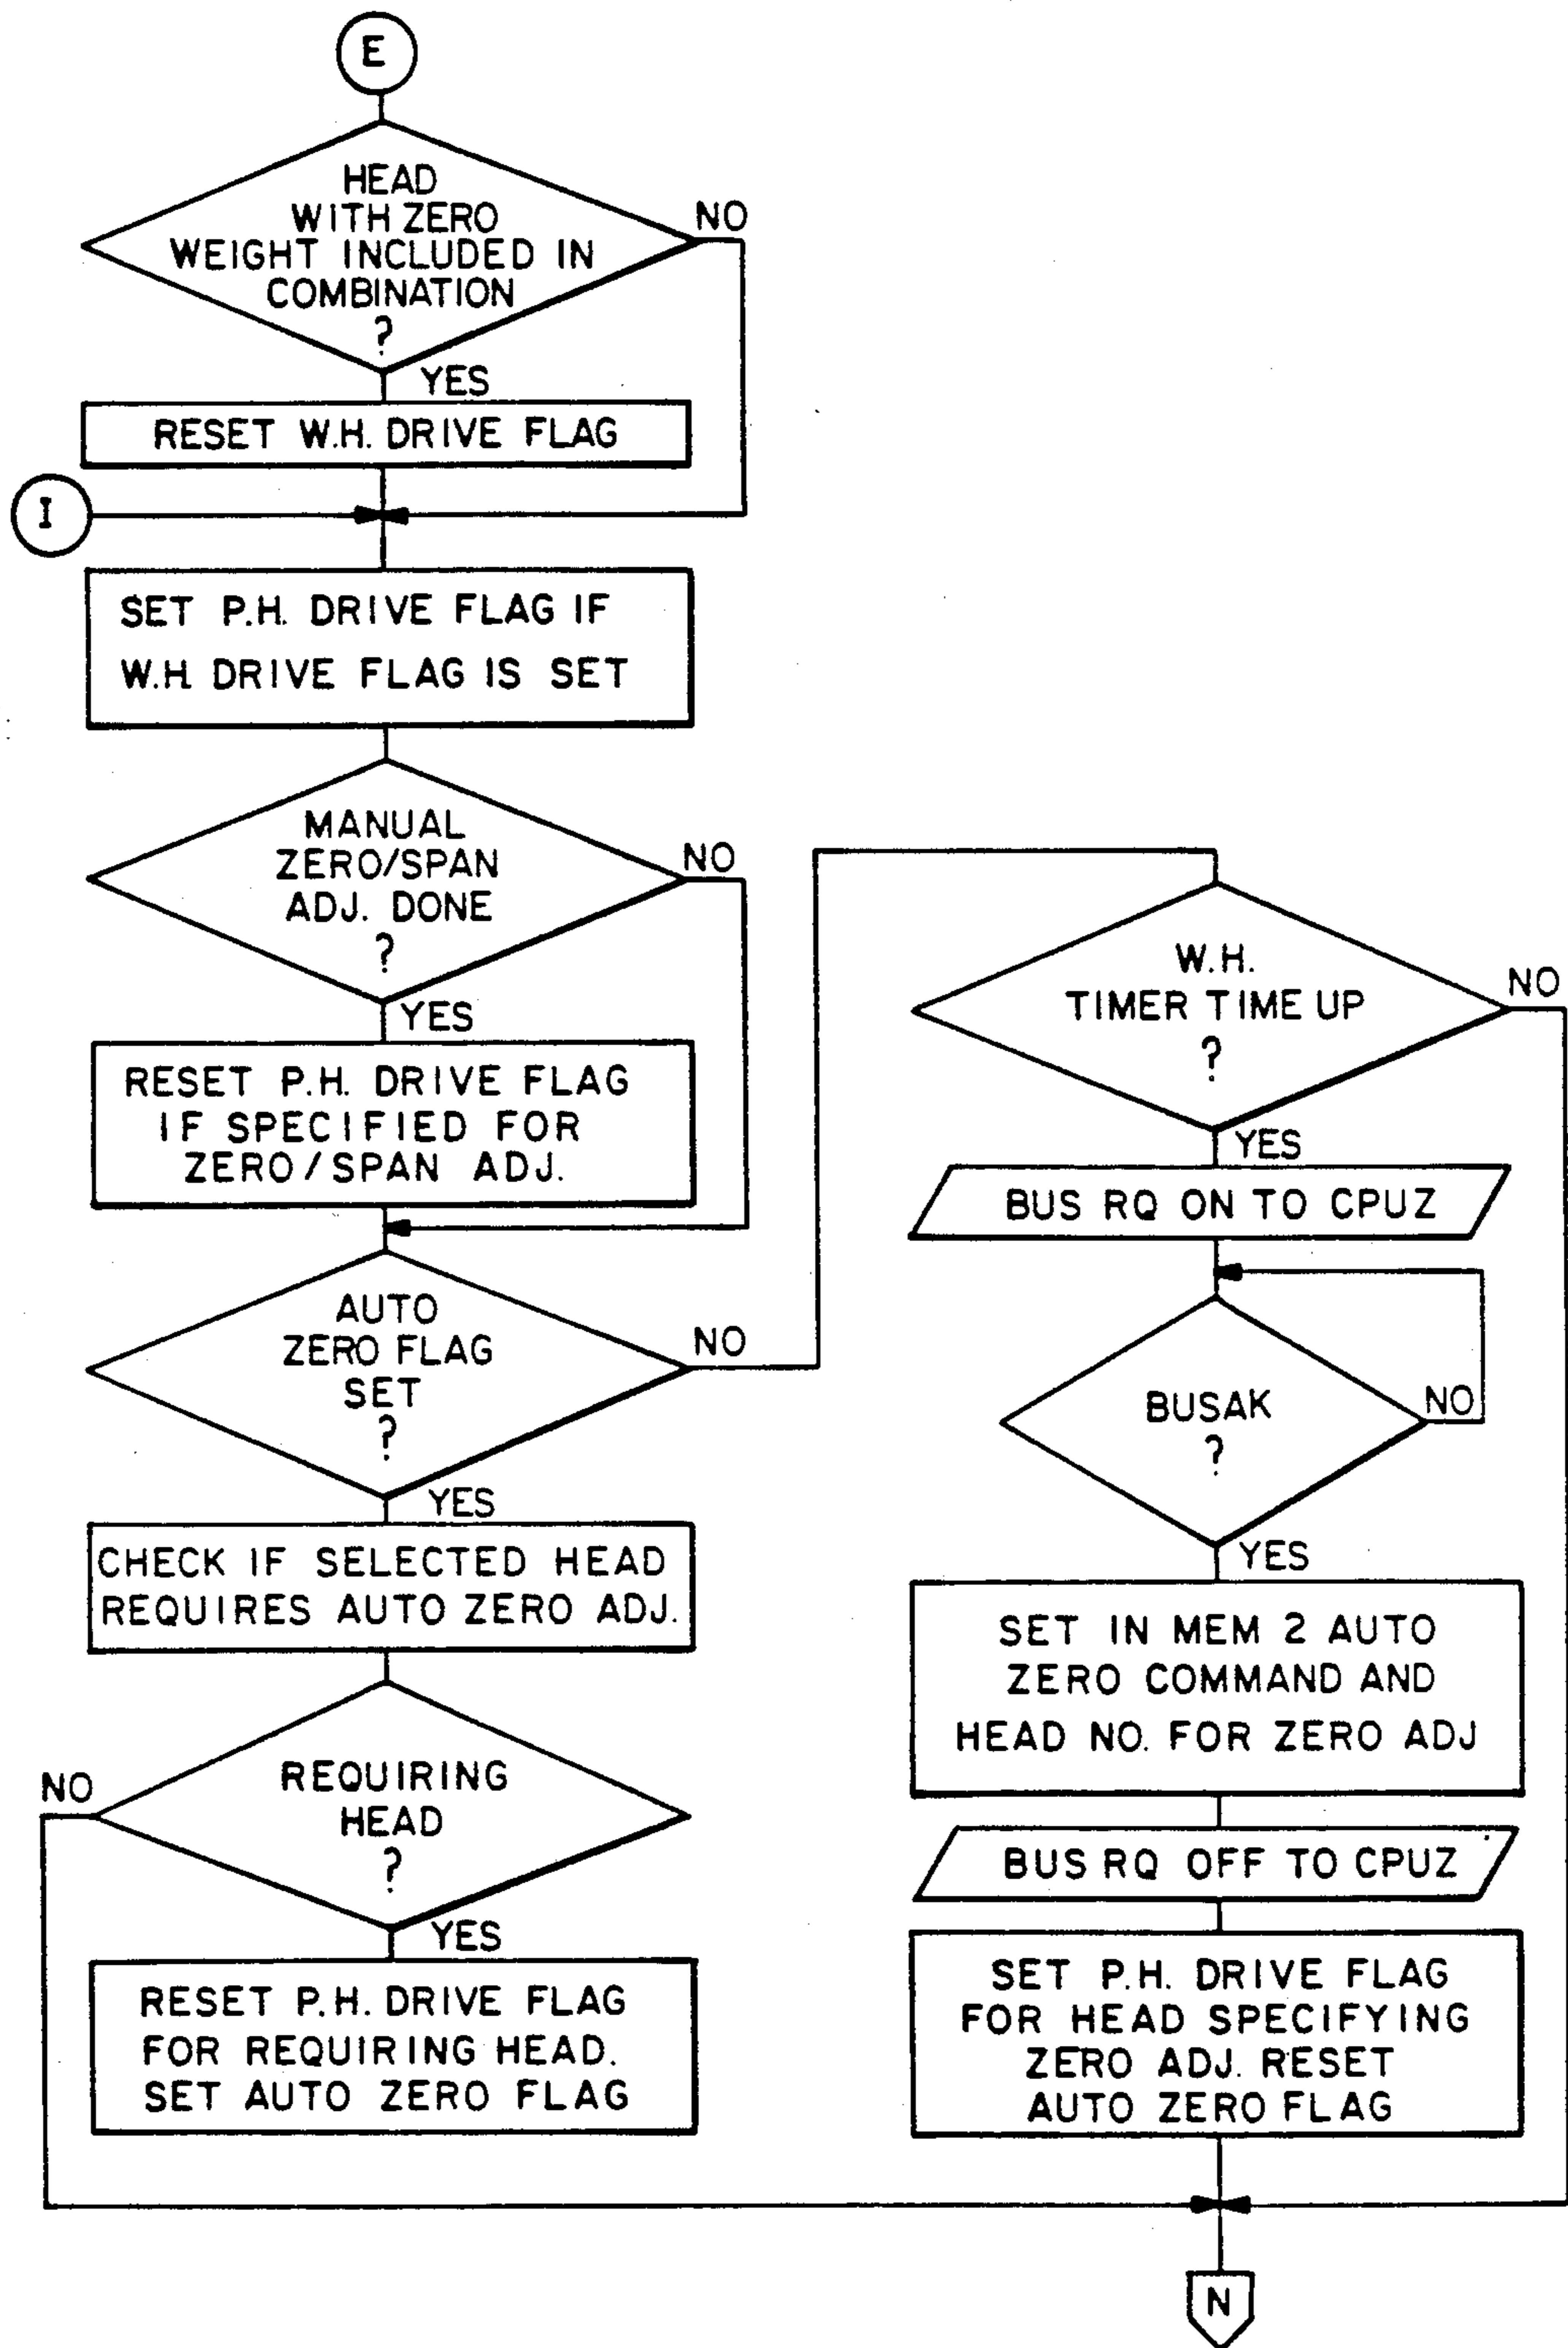 E
HEAD
WITH ZERO
WEIGHT INCLUDED IN
COMBINATION
?
NO
YES
RESET W.H. DRIVE FLAG
I
SET P.H. DRIVE FLAG IF
W.H. DRIVE FLAG IS SET
MANUAL
ZERO/SPAN
ADJ. DONE
?
NO
YES
RESET P.H. DRIVE FLAG
IF SPECIFIED FOR
ZERO/SPAN ADJ.
AUTO
ZERO FLAG
SET
?
NO
YES
CHECK IF SELECTED HEAD
REQUIRES AUTO ZERO ADJ.
REQUIRING
HEAD
?
NO
YES
RESET P.H. DRIVE FLAG
FOR REQUIRING HEAD.
SET AUTO ZERO FLAG
W.H.
TIMER TIME UP
?
NO
YES
BUS RQ ON TO CPUZ
BUSAK
?
NO
YES
SET IN MEM 2 AUTO
ZERO COMMAND AND
HEAD NO. FOR ZERO ADJ
BUS RQ OFF TO CPUZ
SET P.H. DRIVE FLAG
FOR HEAD SPECIFYING
ZERO ADJ. RESET
AUTO ZERO FLAG
N